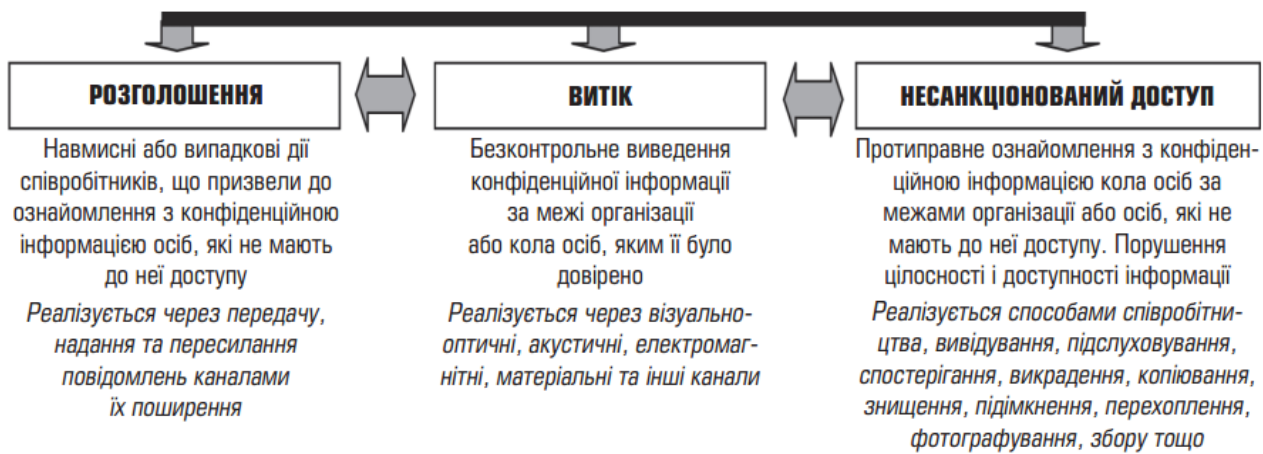 РОЗГОЛОШЕННЯ
Навмисні або випадкові дії
співробітників, що призвели до
ознайомлення з конфіденційною
інформацією осіб, які не мають
до неї доступу
Реалізується через передачу,
надання та пересилання
повідомлень каналами
їх поширення
ВИТІК
Безконтрольне виведення
конфіденційної інформації
за межі організації
або кола осіб, яким її було
довірено
Реалізується через візуально-
оптичні, акустичні, електромаг-
нітні, матеріальні та інші канали
НЕСАНКЦІОНОВАНИЙ ДОСТУП
Протиправне ознайомлення з конфіден-
ційною інформацією кола осіб за
межами організації або осіб, які не
мають до неї доступу. Порушення
цілосності і доступності інформації
Реалізується способами співробітни-
цтва, вивідування, підслуховування,
спостерігання, викрадення, копіювання,
знищення, підімкнення, перехоплення,
фотографування, збору тощо